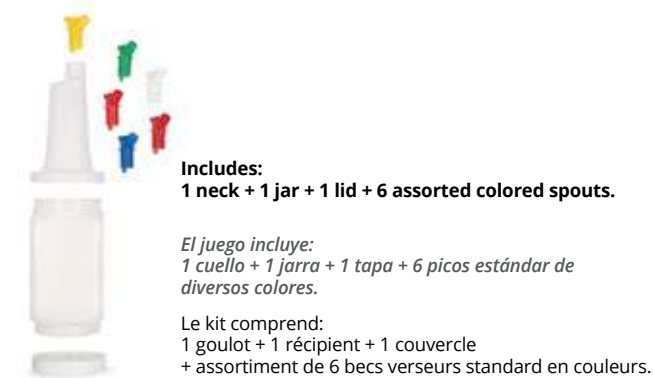 Includes:
1 neck + 1 jar + 1 lid + 6 assorted colored spouts.
El juego incluye:
1 cuello + 1 jarra + 1 tapa + 6 picos estándar de
diversos colores.
Le kit comprend:
1 goulot + 1 récipient + 1 couvercle
+ assortiment de 6 becs verseurs standard en couleurs.